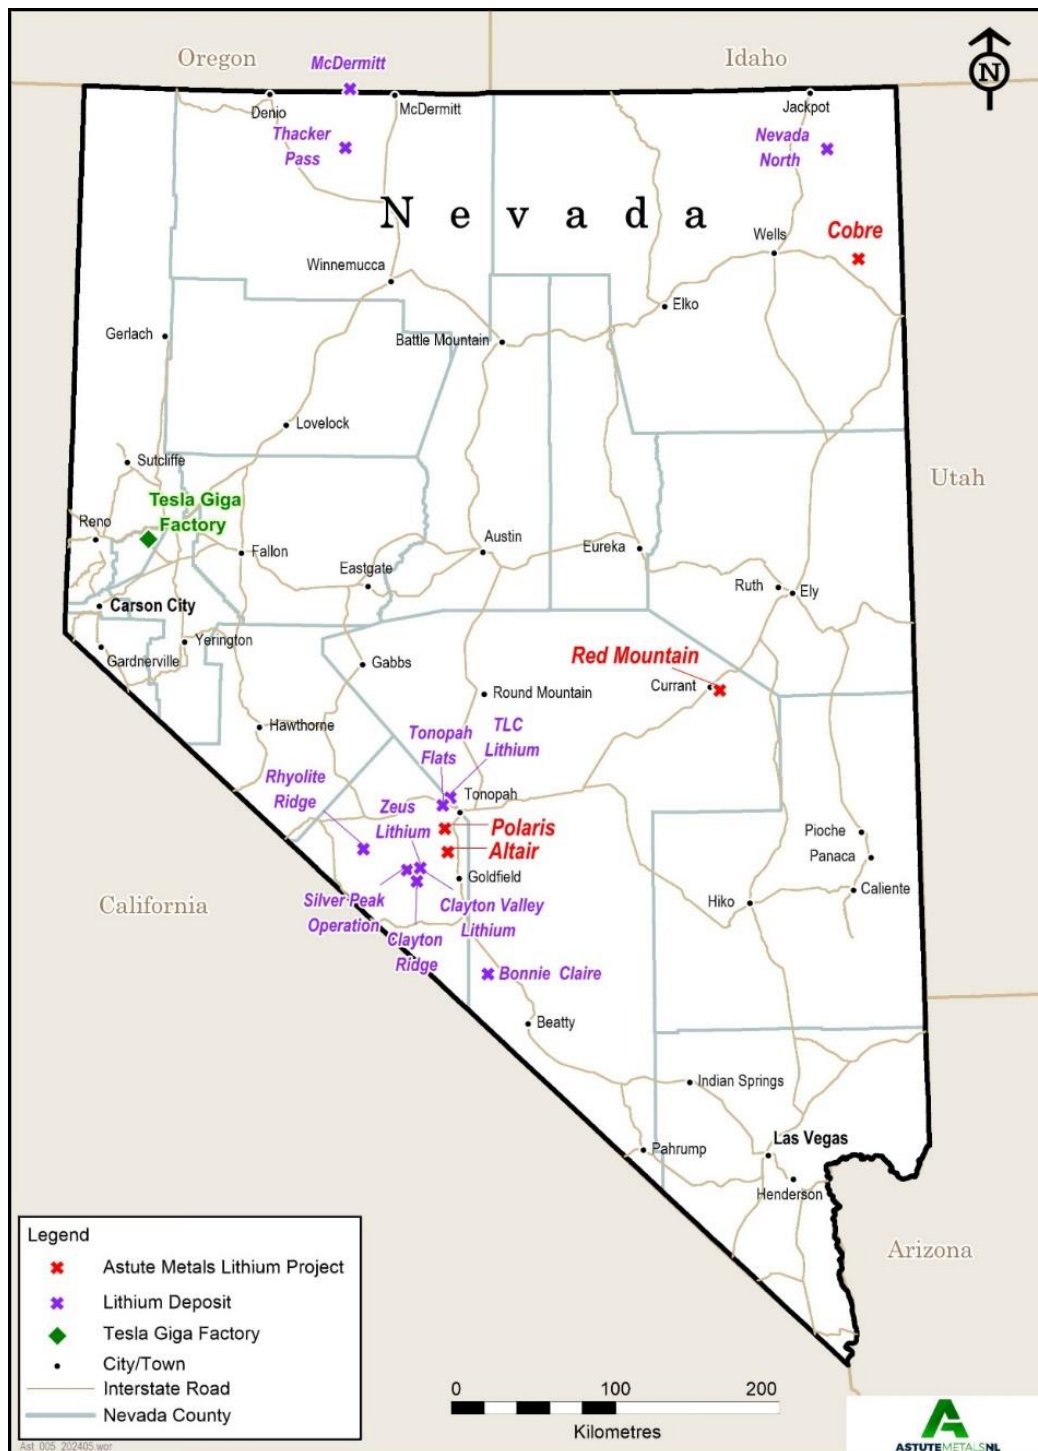 Oregon
Idaho
McDermitt
N
Denio
McDermitt
Jackpot
Thacker
Pass
Nevada
North
Nevada
Cobre
Wells
Winnemucca
Elko
Gerlach
Battle Mountain
Lovelock
Sutcliffe
Utah
Tesla Giga
Factory
Reno
Austin
Eureka
Fallon
Eastgate
Ruth
Ely
Carson City
Yerington
Gardnerville
Gabbs
Red Mountain
Currant
Round Mountain
Hawthorne
Tonopah
Flats
TLC
Lithium
Rhyolite
Ridge
Zeus
Lithium
Tonopah
Polaris
Altair
Pioche
Panaca
Goldfield
Caliente
California
Silver Peak
Operation
Clayton Valley
Lithium
Hiko
Clayton
Ridge
Bonnie Claire
Beatty
Indian Springs
Las Vegas
Pahrump
Henderson
Arizona
Legend
Astute Metals Lithium Project
Lithium Deposit
Tesla Giga Factory
City/Town
Interstate Road
Nevada County
0 100 200
Kilometres
ASTUTEMETALSNL
Ast_005_202405.wor